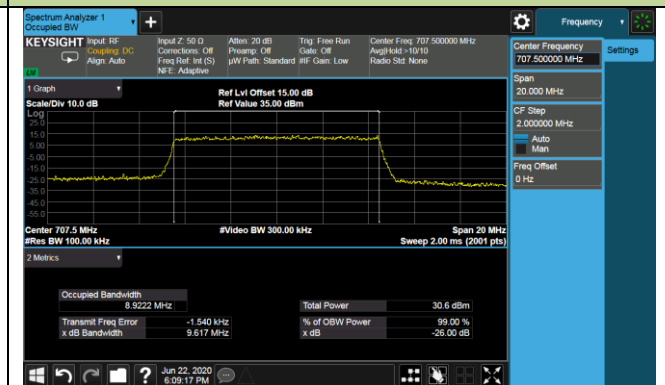 Spectrum Analyzer 1
Occupied BW
+
Frequency
KEYSIGHT
Input: RF
Coupling: DC
Align: Auto
Input Z: 50 Ω
Corrections: Off
Freq Ref: Int (S)
NFE: Adaptive
Atten: 20 dB
Preamp: Off
µW Path: Standard
Trig: Free Run
Gate: Off
#IF Gain: Low
Center Freq: 707.500000 MHz
Avg|Hold:>10/10
Radio Std: None
LW
Center Frequency
707.500000 MHz
Settings
Span
20.000 MHz
CF Step
2.000000 MHz
Auto
Man
Freq Offset
0 Hz
1 Graph
Scale/Div 10.0 dB
Ref Lvl Offset 15.00 dB
Ref Value 35.00 dBm
Log
25.0
15.0
5.00
-5.00
-15.0
-25.0
-35.0
-45.0
-55.0
Center 707.5 MHz
#Res BW 100.00 kHz
#Video BW 300.00 kHz
Span 20 MHz
Sweep 2.00 ms (2001 pts)
2 Metrics
Occupied Bandwidth
8.9222 MHz
Total Power 30.6 dBm
Transmit Freq Error -1.540 kHz
% of OBW Power 99.00 %
x dB Bandwidth 9.617 MHz
x dB -26.00 dB
?
Jun 22, 2020
6:09:17 PM